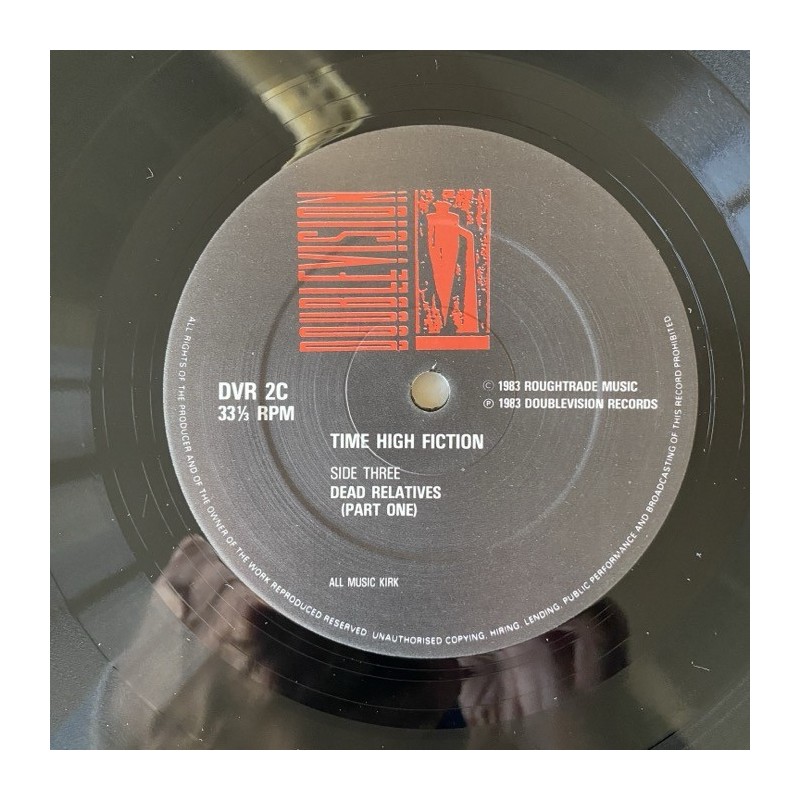 DOUBLEVISION
DVR 2C
33⅓ RPM
© 1983 ROUGHTRADE MUSIC
℗ 1983 DOUBLEVISION RECORDS
TIME HIGH FICTION
SIDE THREE
DEAD RELATIVES
(PART ONE)
ALL MUSIC KIRK
ALL RIGHTS OF THE PRODUCER AND OF THE OWNER OF THE WORK REPRODUCED RESERVED. UNAUTHORISED COPYING, HIRING, LENDING, PUBLIC PERFORMANCE AND BROADCASTING OF THIS RECORD PROHIBITED